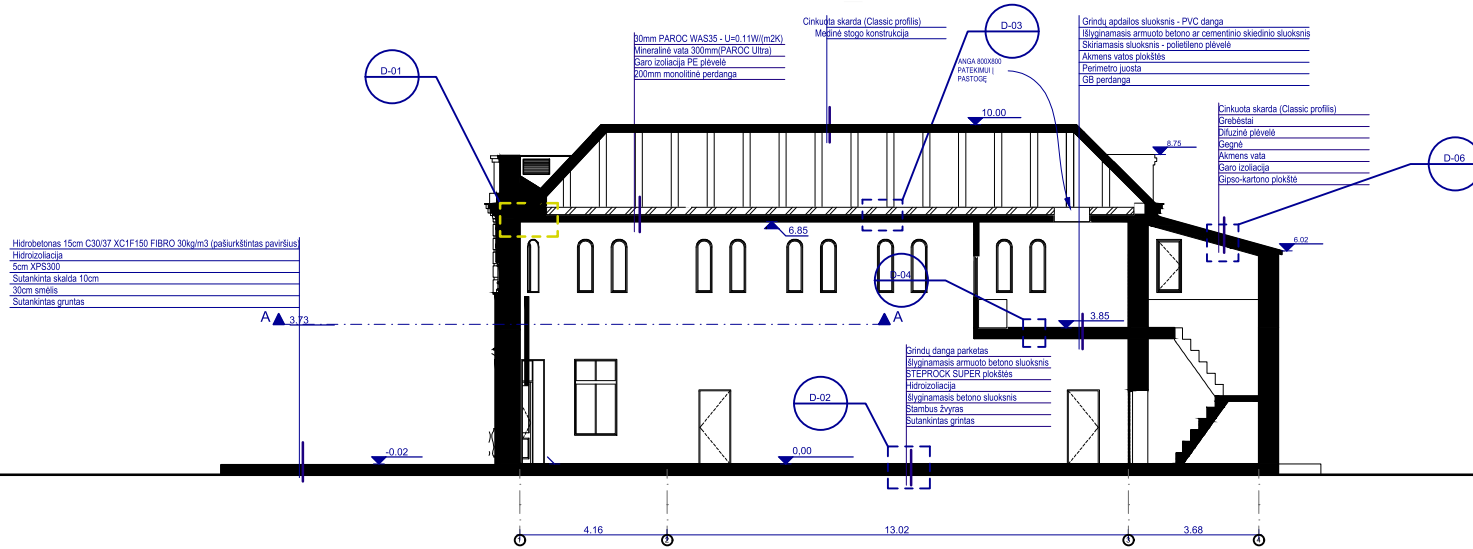 D-01
30mm PAROC WAS35 - U=0.11W/(m2K)
Mineralinė vata 300mm(PAROC Ultra)
Garo izoliacija PE plėvelė
200mm monolitinė perdanga
Cinkuota skarda (Classic profilis)
Medinė stogo konstrukcija
D-03
ANGA 800X800
PATEKIMUI Į
PASTOGĘ
Grindų apdailos sluoksnis - PVC danga
Išlyginamasis armuoto betono ar cementinio skiedinio sluoksnis
Skiriamasis sluoksnis - polietileno plėvelė
Akmens vatos plokštės
Perimetro juosta
GB perdanga
Cinkuota skarda (Classic profilis)
Grebėstai
Difuzinė plėvelė
Gegnė
Akmens vata
Garo izoliacija
Gipso-kartono plokštė
D-06
10.00
8.75
6.85
6.02
Hidrobetonas 15cm C30/37 XC1F150 FIBRO 30kg/m3 (pašiurkštintas paviršius)
Hidroizoliacija
5cm XPS300
Sutankinta skalda 10cm
30cm smėlis
Sutankintas gruntas
D-04
A
3.73
A
3.85
Grindų danga parketas
Išlyginamasis armuoto betono sluoksnis
STEPROCK SUPER plokštės
Hidroizoliacija
Išlyginamasis betono sluoksnis
Stambus žvyras
Sutankintas grintas
D-02
-0.02
0,00
4.16
13.02
3.68